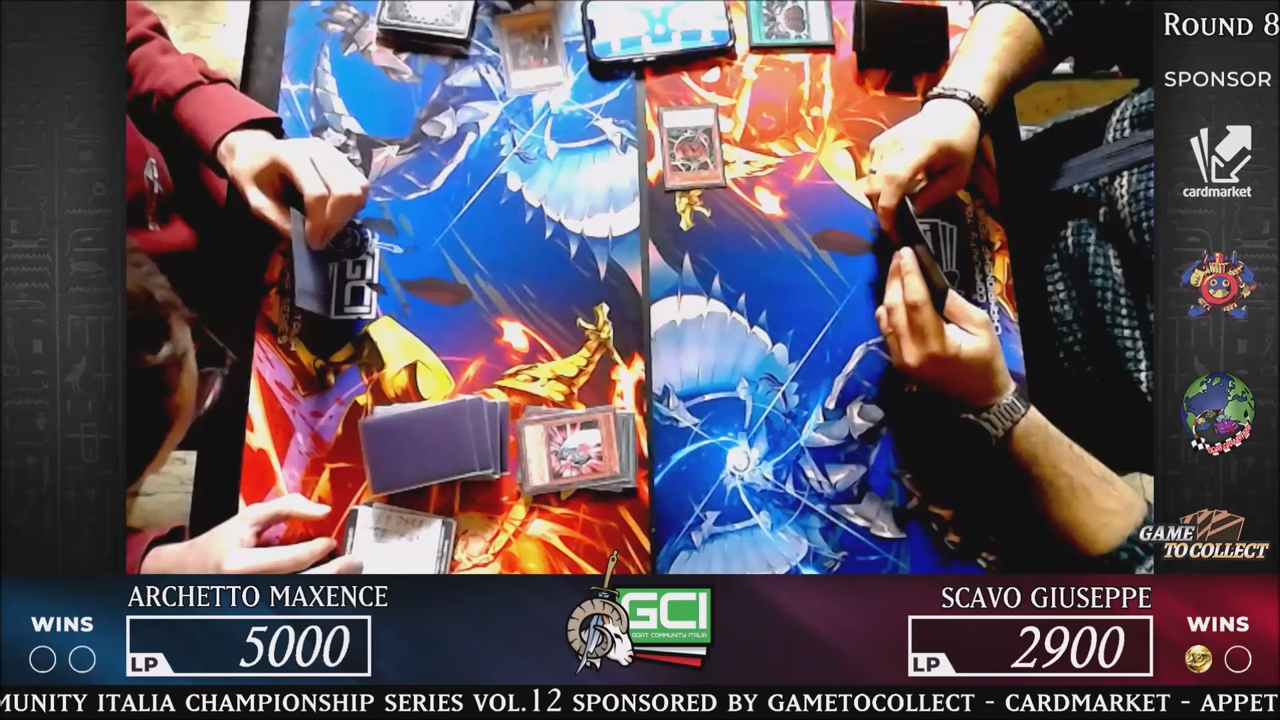 ROUND 8
SPONSOR
cardmarket
GAME
TO COLLECT
ARCHETTO MAXENCE
WINS
LP 5000
GCI
GOAT COMMUNITY ITALIA
SCAVO GIUSEPPE
LP 2900
WINS
MUNITY ITALIA CHAMPIONSHIP SERIES VOL.12 SPONSORED BY GAMETOCOLLECT - CARDMARKET - APPET